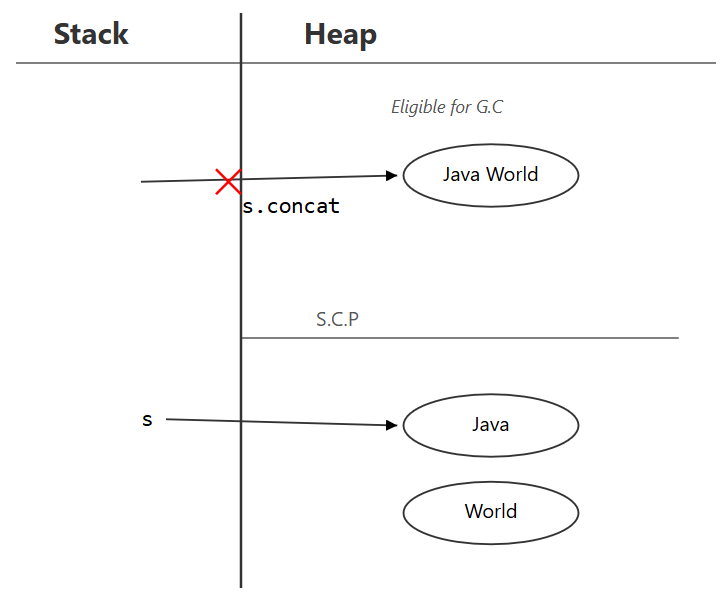 Stack
Heap
Eligible for G.C
Java World
s.concat
S.C.P
s
Java
World